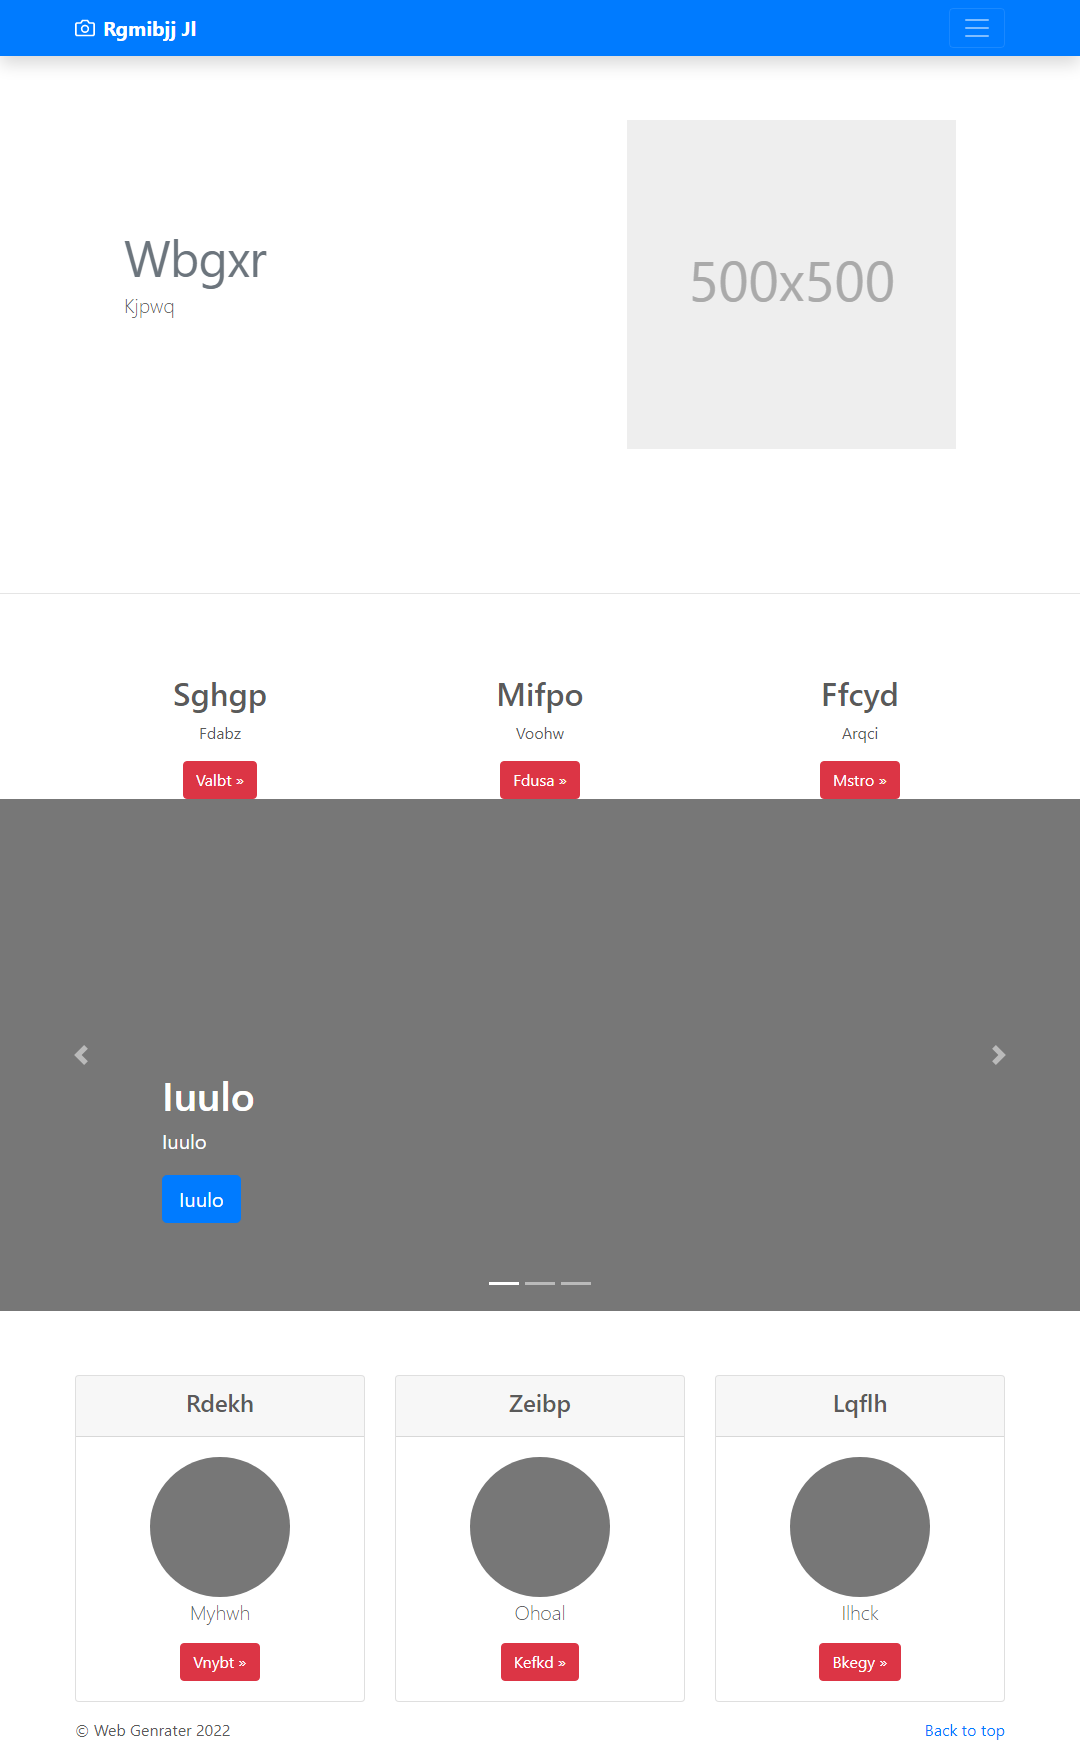 Rgmibjj Jl
Wbgxr
Kjpwq
500x500
Sghgp
Fdabz
Valbt »
Mifpo
Voohw
Fdusa »
Ffcyd
Arqci
Mstro »
Iuulo
Iuulo
Iuulo
Rdekh
Myhwh
Vnybt »
Zeibp
Ohoal
Kefkd »
Lqflh
Ilhck
Bkegy »
© Web Genrater 2022
Back to top